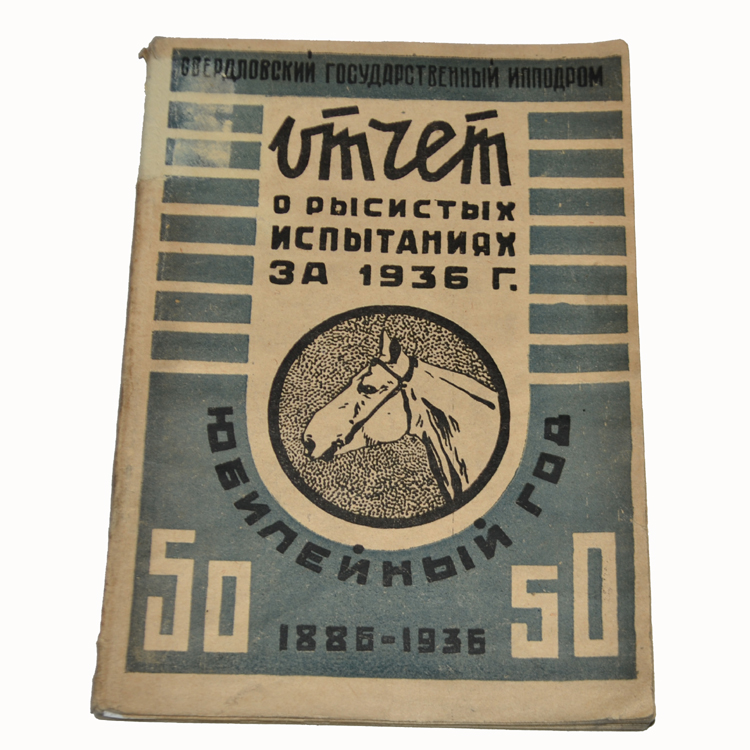 СВЕРДЛОВСКИЙ ГОСУДАРСТВЕННЫЙ ИППОДРОМ
отчет
О РЫСИСТЫХ
ИСПЫТАНИЯХ
ЗА 1936 Г.
ЮБИЛЕЙНЫЙ ГОД
50 50
1886-1936